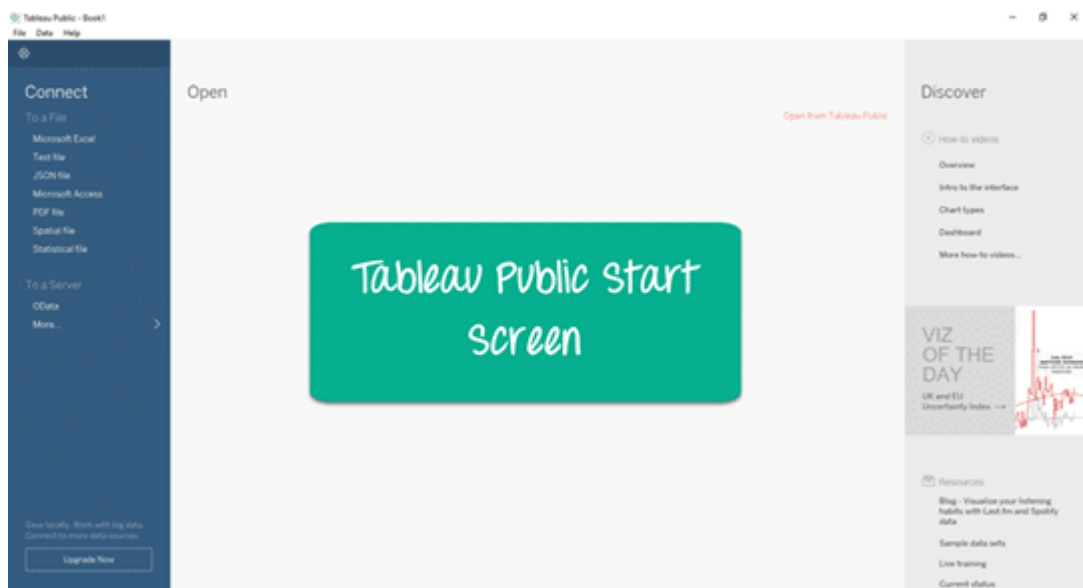 Tableau Public - Book1
File Data Help
Connect
To a File
Microsoft Excel
Text file
JSON file
Microsoft Access
PDF file
Spatial file
Statistical file
To a Server
OData
More...
Save locally. Work with big data.
Connect to more data sources.
Upgrade Now
Open
Open from Tableau Public
Tableau Public Start
Screen
Discover
How-to videos
Overview
Intro to the interface
Chart types
Dashboard
More how-to videos...
VIZ
OF THE
DAY
UK and EU
Uncertainty Index →
Resources
Blog - Visualize your listening
habits with Last.fm and Spotify
data
Sample data sets
Live training
Current status